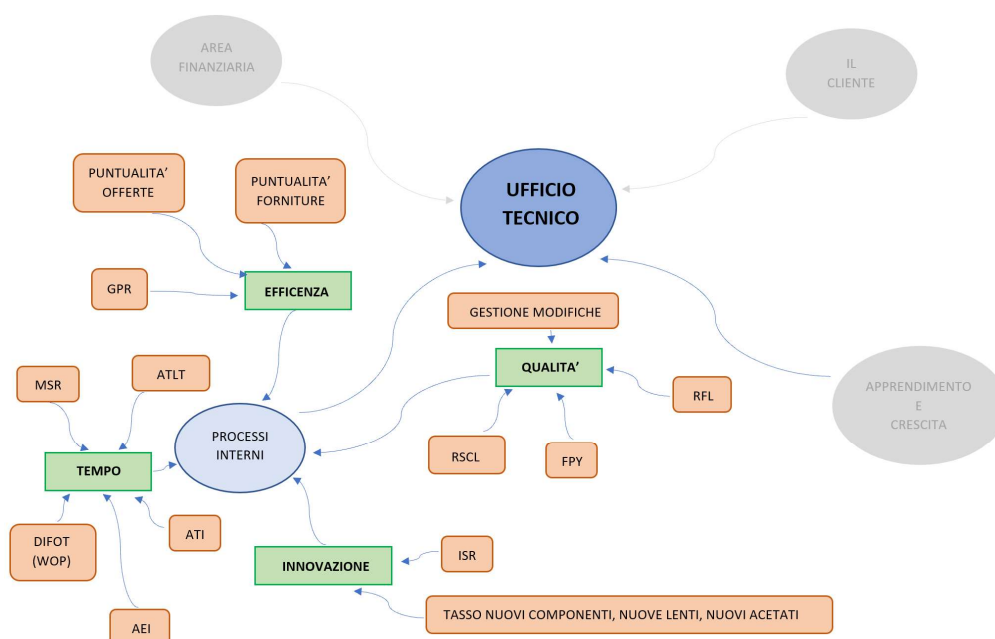 AREA
FINANZIARIA
IL
CLIENTE
UFFICIO
TECNICO
PUNTUALITA’
OFFERTE
PUNTUALITA’
FORNITURE
GPR
EFFICENZA
GESTIONE MODIFICHE
QUALITA’
RFL
RSCL
FPY
APPRENDIMENTO
E
CRESCITA
MSR
ATLT
PROCESSI
INTERNI
TEMPO
DIFOT
(WOP)
ATI
AEI
INNOVAZIONE
ISR
TASSO NUOVI COMPONENTI, NUOVE LENTI, NUOVI ACETATI